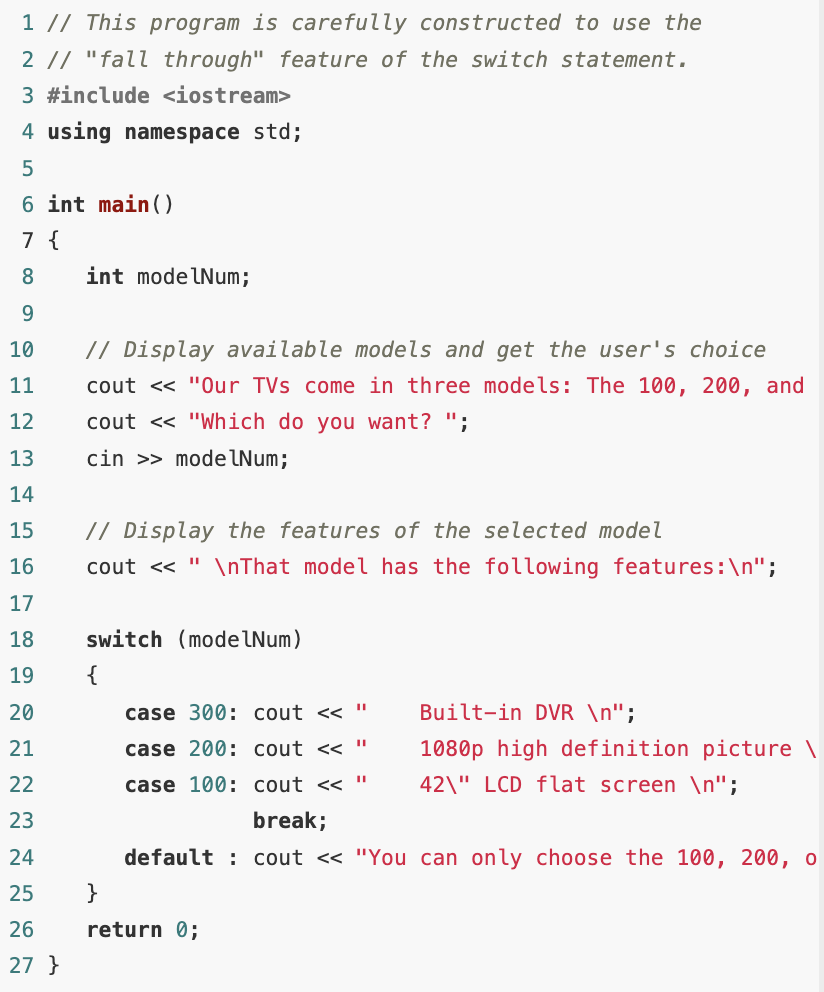 1 // This program is carefully constructed to use the
2 // "fall through" feature of the switch statement.
3 #include <iostream>
4 using namespace std;
5
6 int main()
7 {
8    int modelNum;
9
10    // Display available models and get the user's choice
11    cout << "Our TVs come in three models: The 100, 200, and
12    cout << "Which do you want? ";
13    cin >> modelNum;
14
15    // Display the features of the selected model
16    cout << " \nThat model has the following features:\n";
17
18    switch (modelNum)
19    {
20       case 300: cout << "    Built-in DVR \n";
21       case 200: cout << "    1080p high definition picture \
22       case 100: cout << "    42\" LCD flat screen \n";
23                 break;
24       default : cout << "You can only choose the 100, 200, o
25    }
26    return 0;
27 }